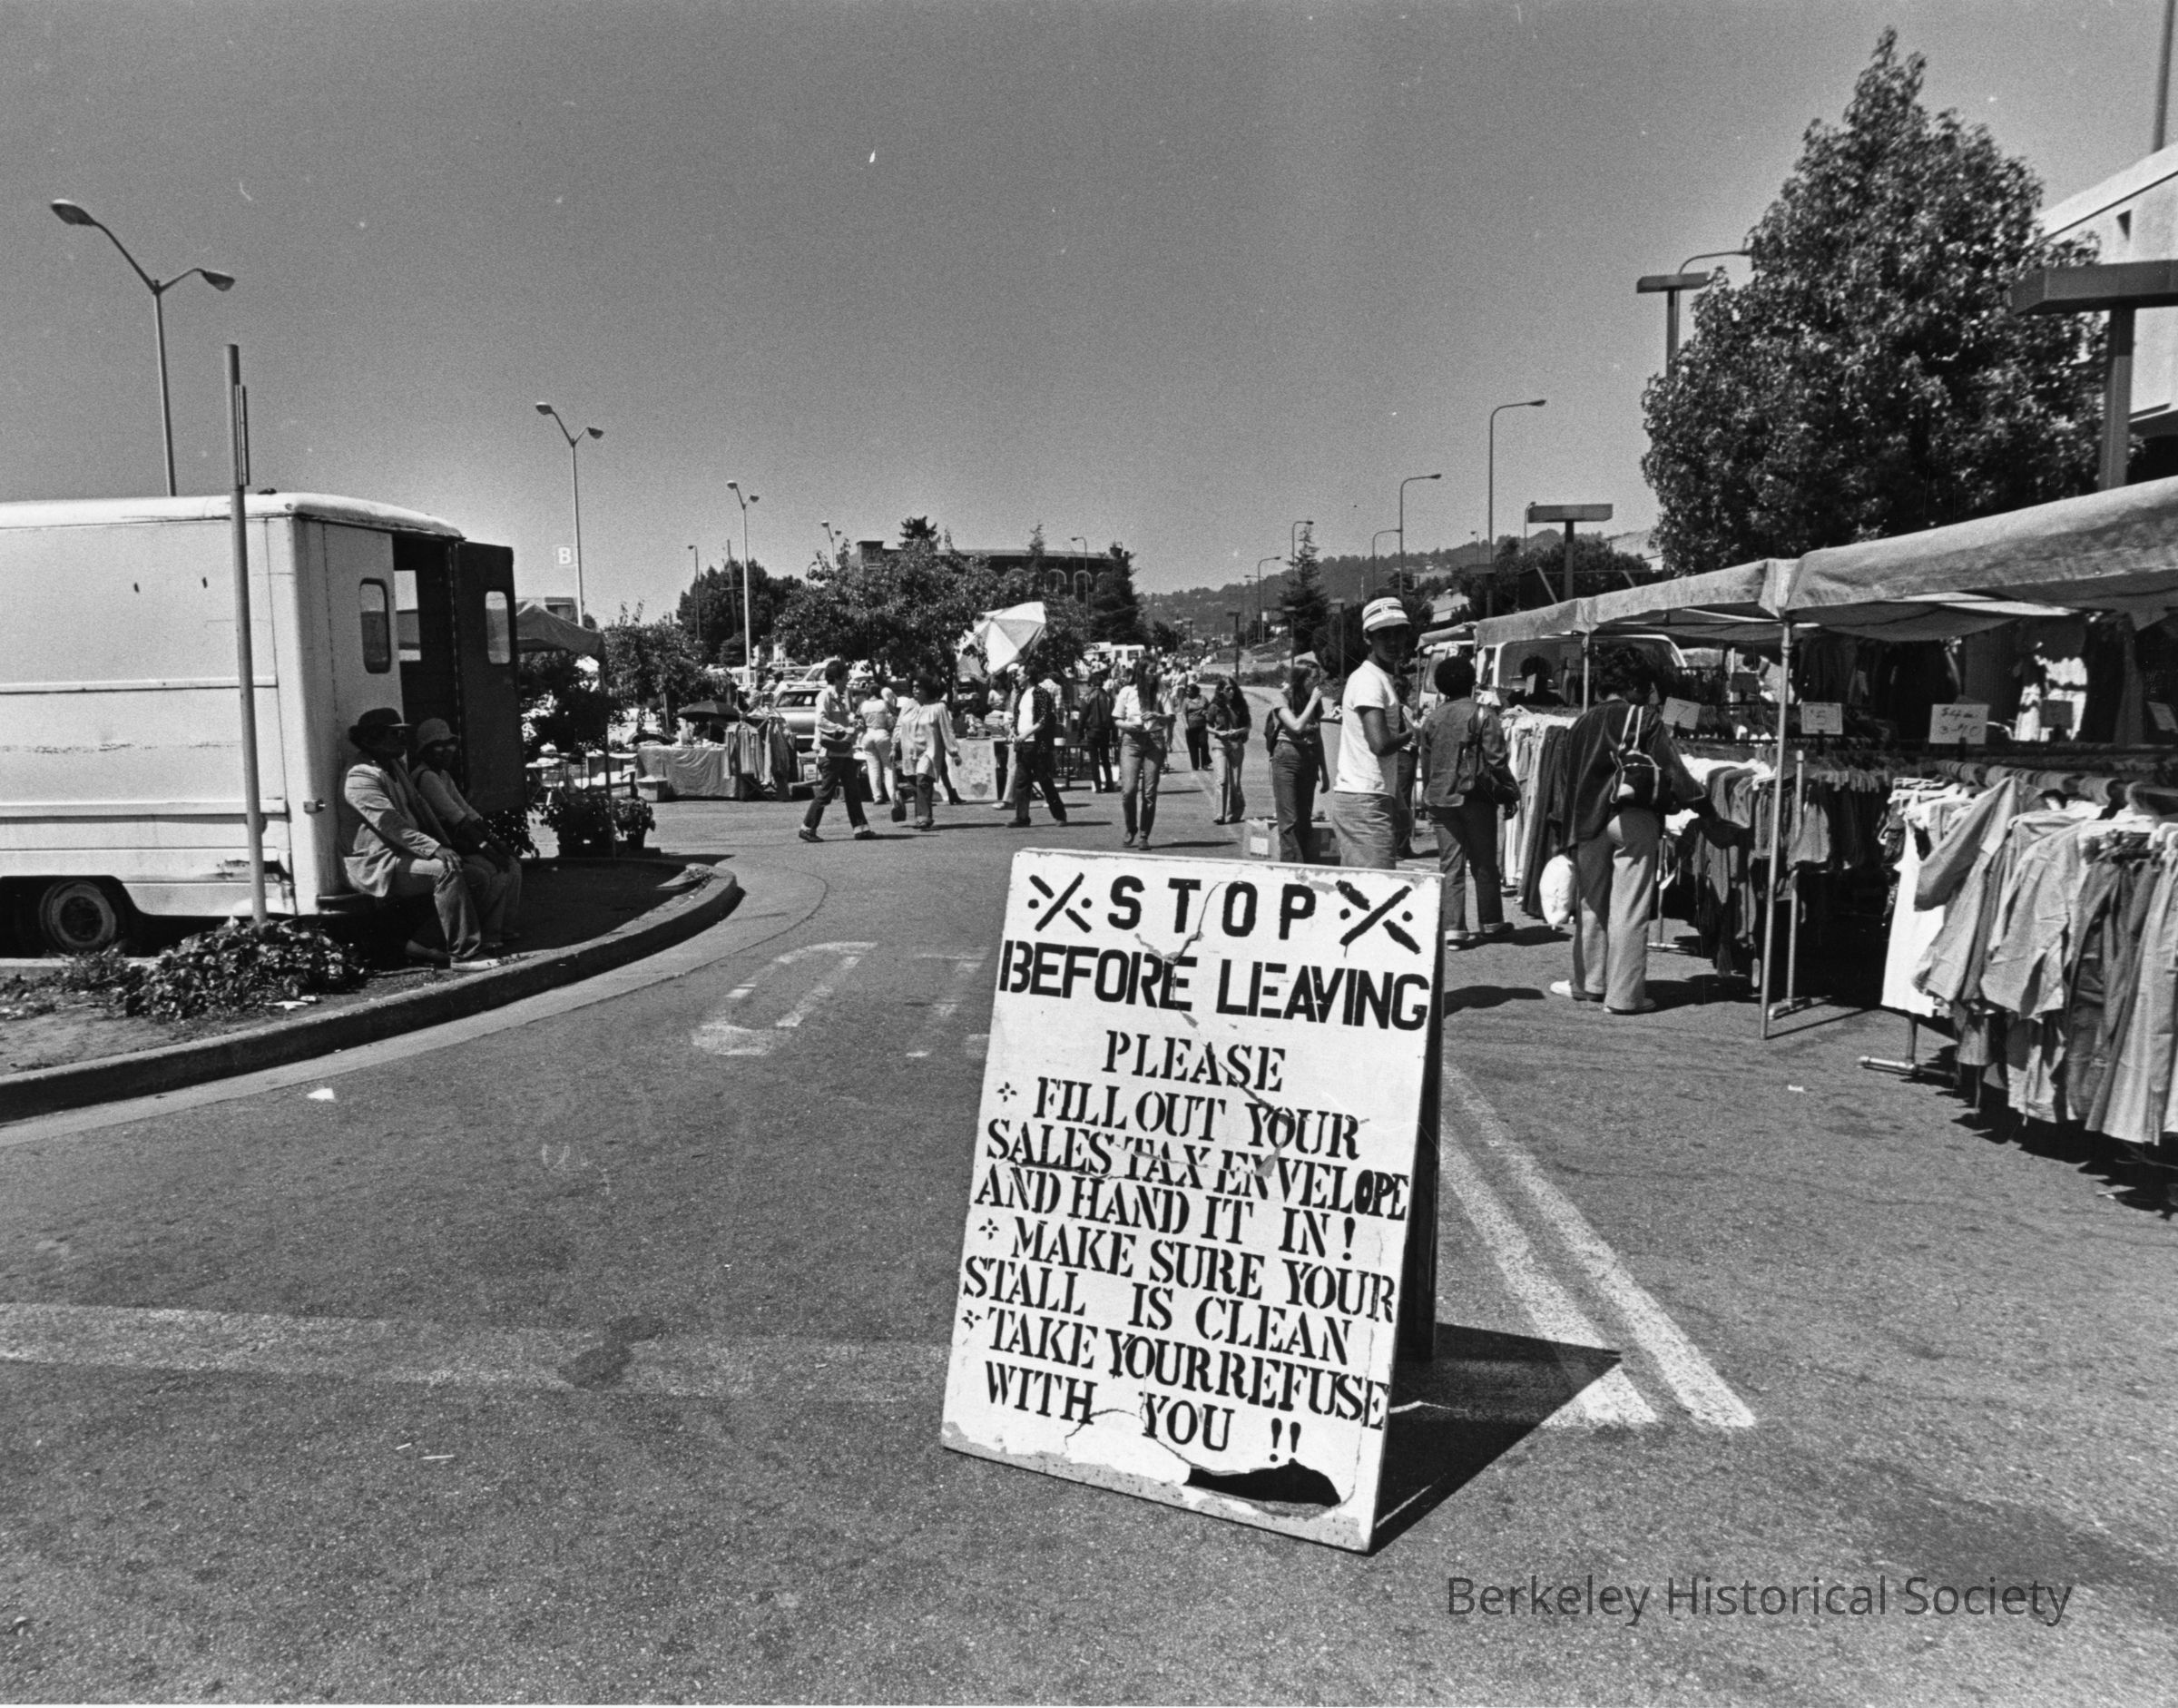 B
STOP
BEFORE LEAVING
PLEASE
FILL OUT YOUR
SALES TAX ENVELOPE
AND HAND IT IN!
MAKE SURE YOUR
STALL IS CLEAN
TAKE YOUR REFUSE
WITH YOU !!
Berkeley Historical Society